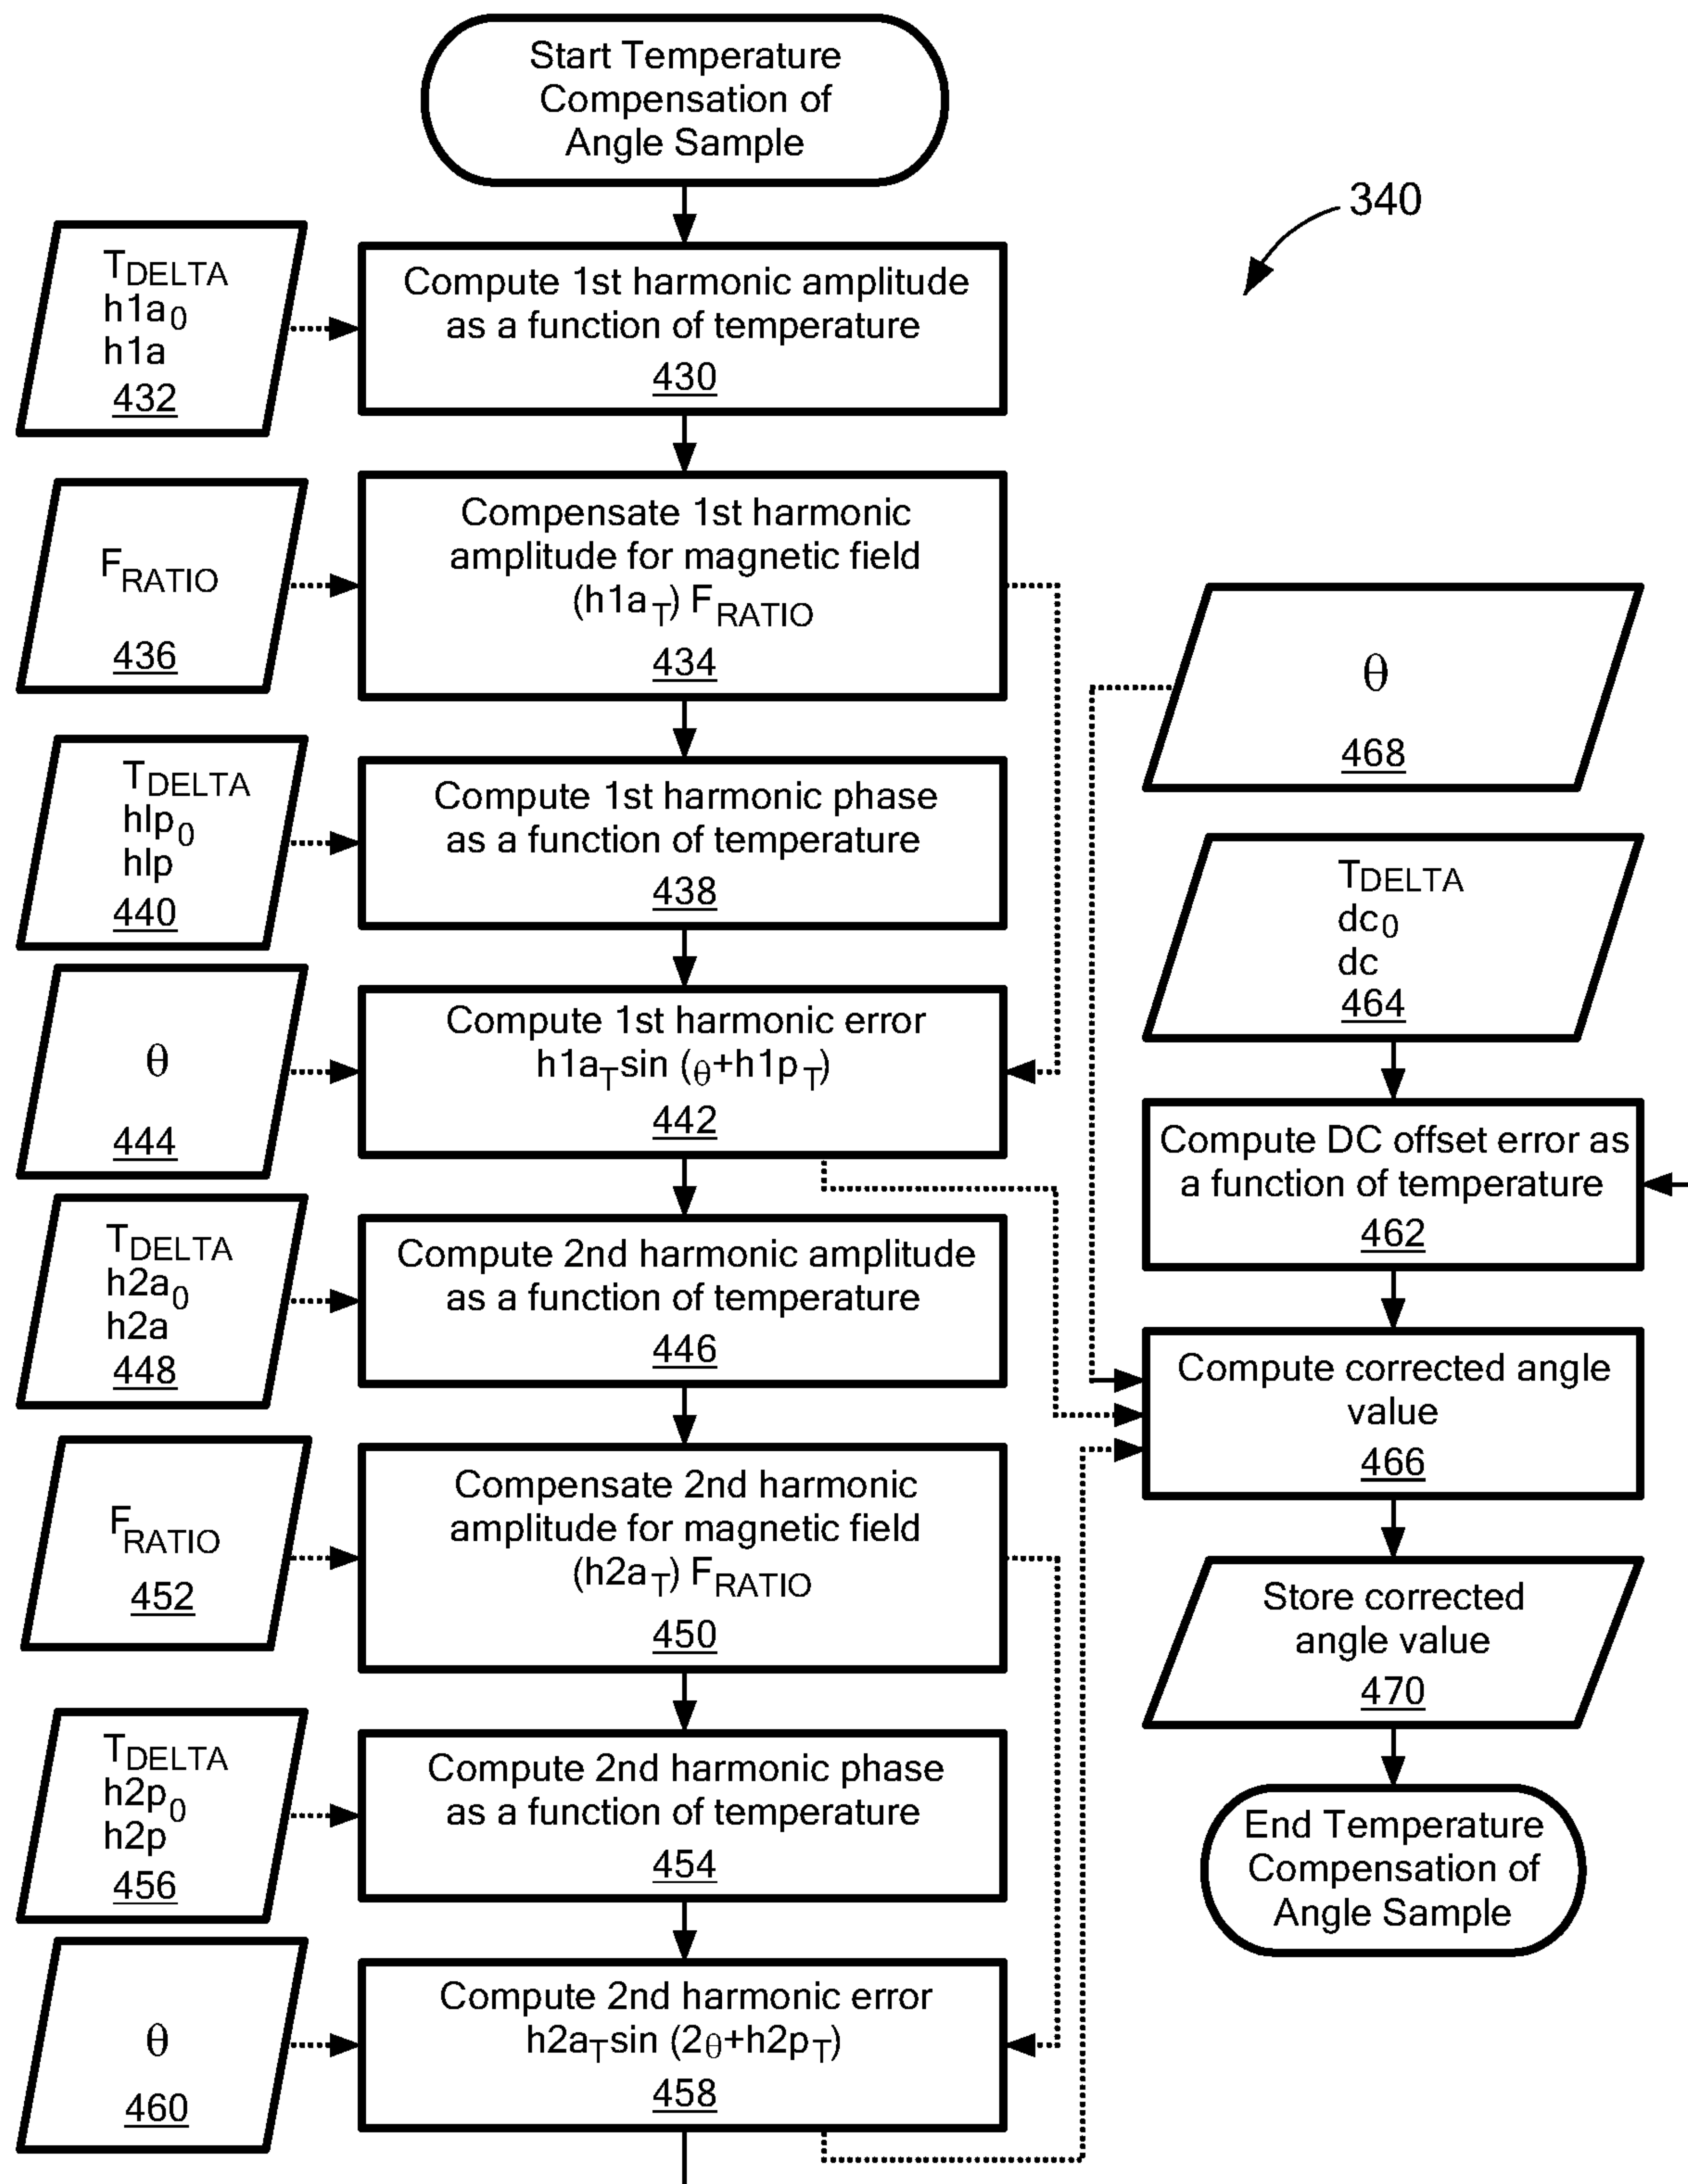 Start Temperature
Compensation of
Angle Sample
340
TDELTA
h1a0
h1a
432
Compute 1st harmonic amplitude
as a function of temperature
430
FRATIO
436
Compensate 1st harmonic
amplitude for magnetic field
(h1aT) FRATIO
434
TDELTA
hlp0
hlp
440
Compute 1st harmonic phase
as a function of temperature
438
θ
444
Compute 1st harmonic error
h1aTsin (θ+h1pT)
442
TDELTA
h2a0
h2a
448
Compute 2nd harmonic amplitude
as a function of temperature
446
FRATIO
452
Compensate 2nd harmonic
amplitude for magnetic field
(h2aT) FRATIO
450
TDELTA
h2p0
h2p
456
Compute 2nd harmonic phase
as a function of temperature
454
θ
460
Compute 2nd harmonic error
h2aTsin (2θ+h2pT)
458
θ
468
TDELTA
dc0
dc
464
Compute DC offset error as
a function of temperature
462
Compute corrected angle
value
466
Store corrected
angle value
470
End Temperature
Compensation of
Angle Sample